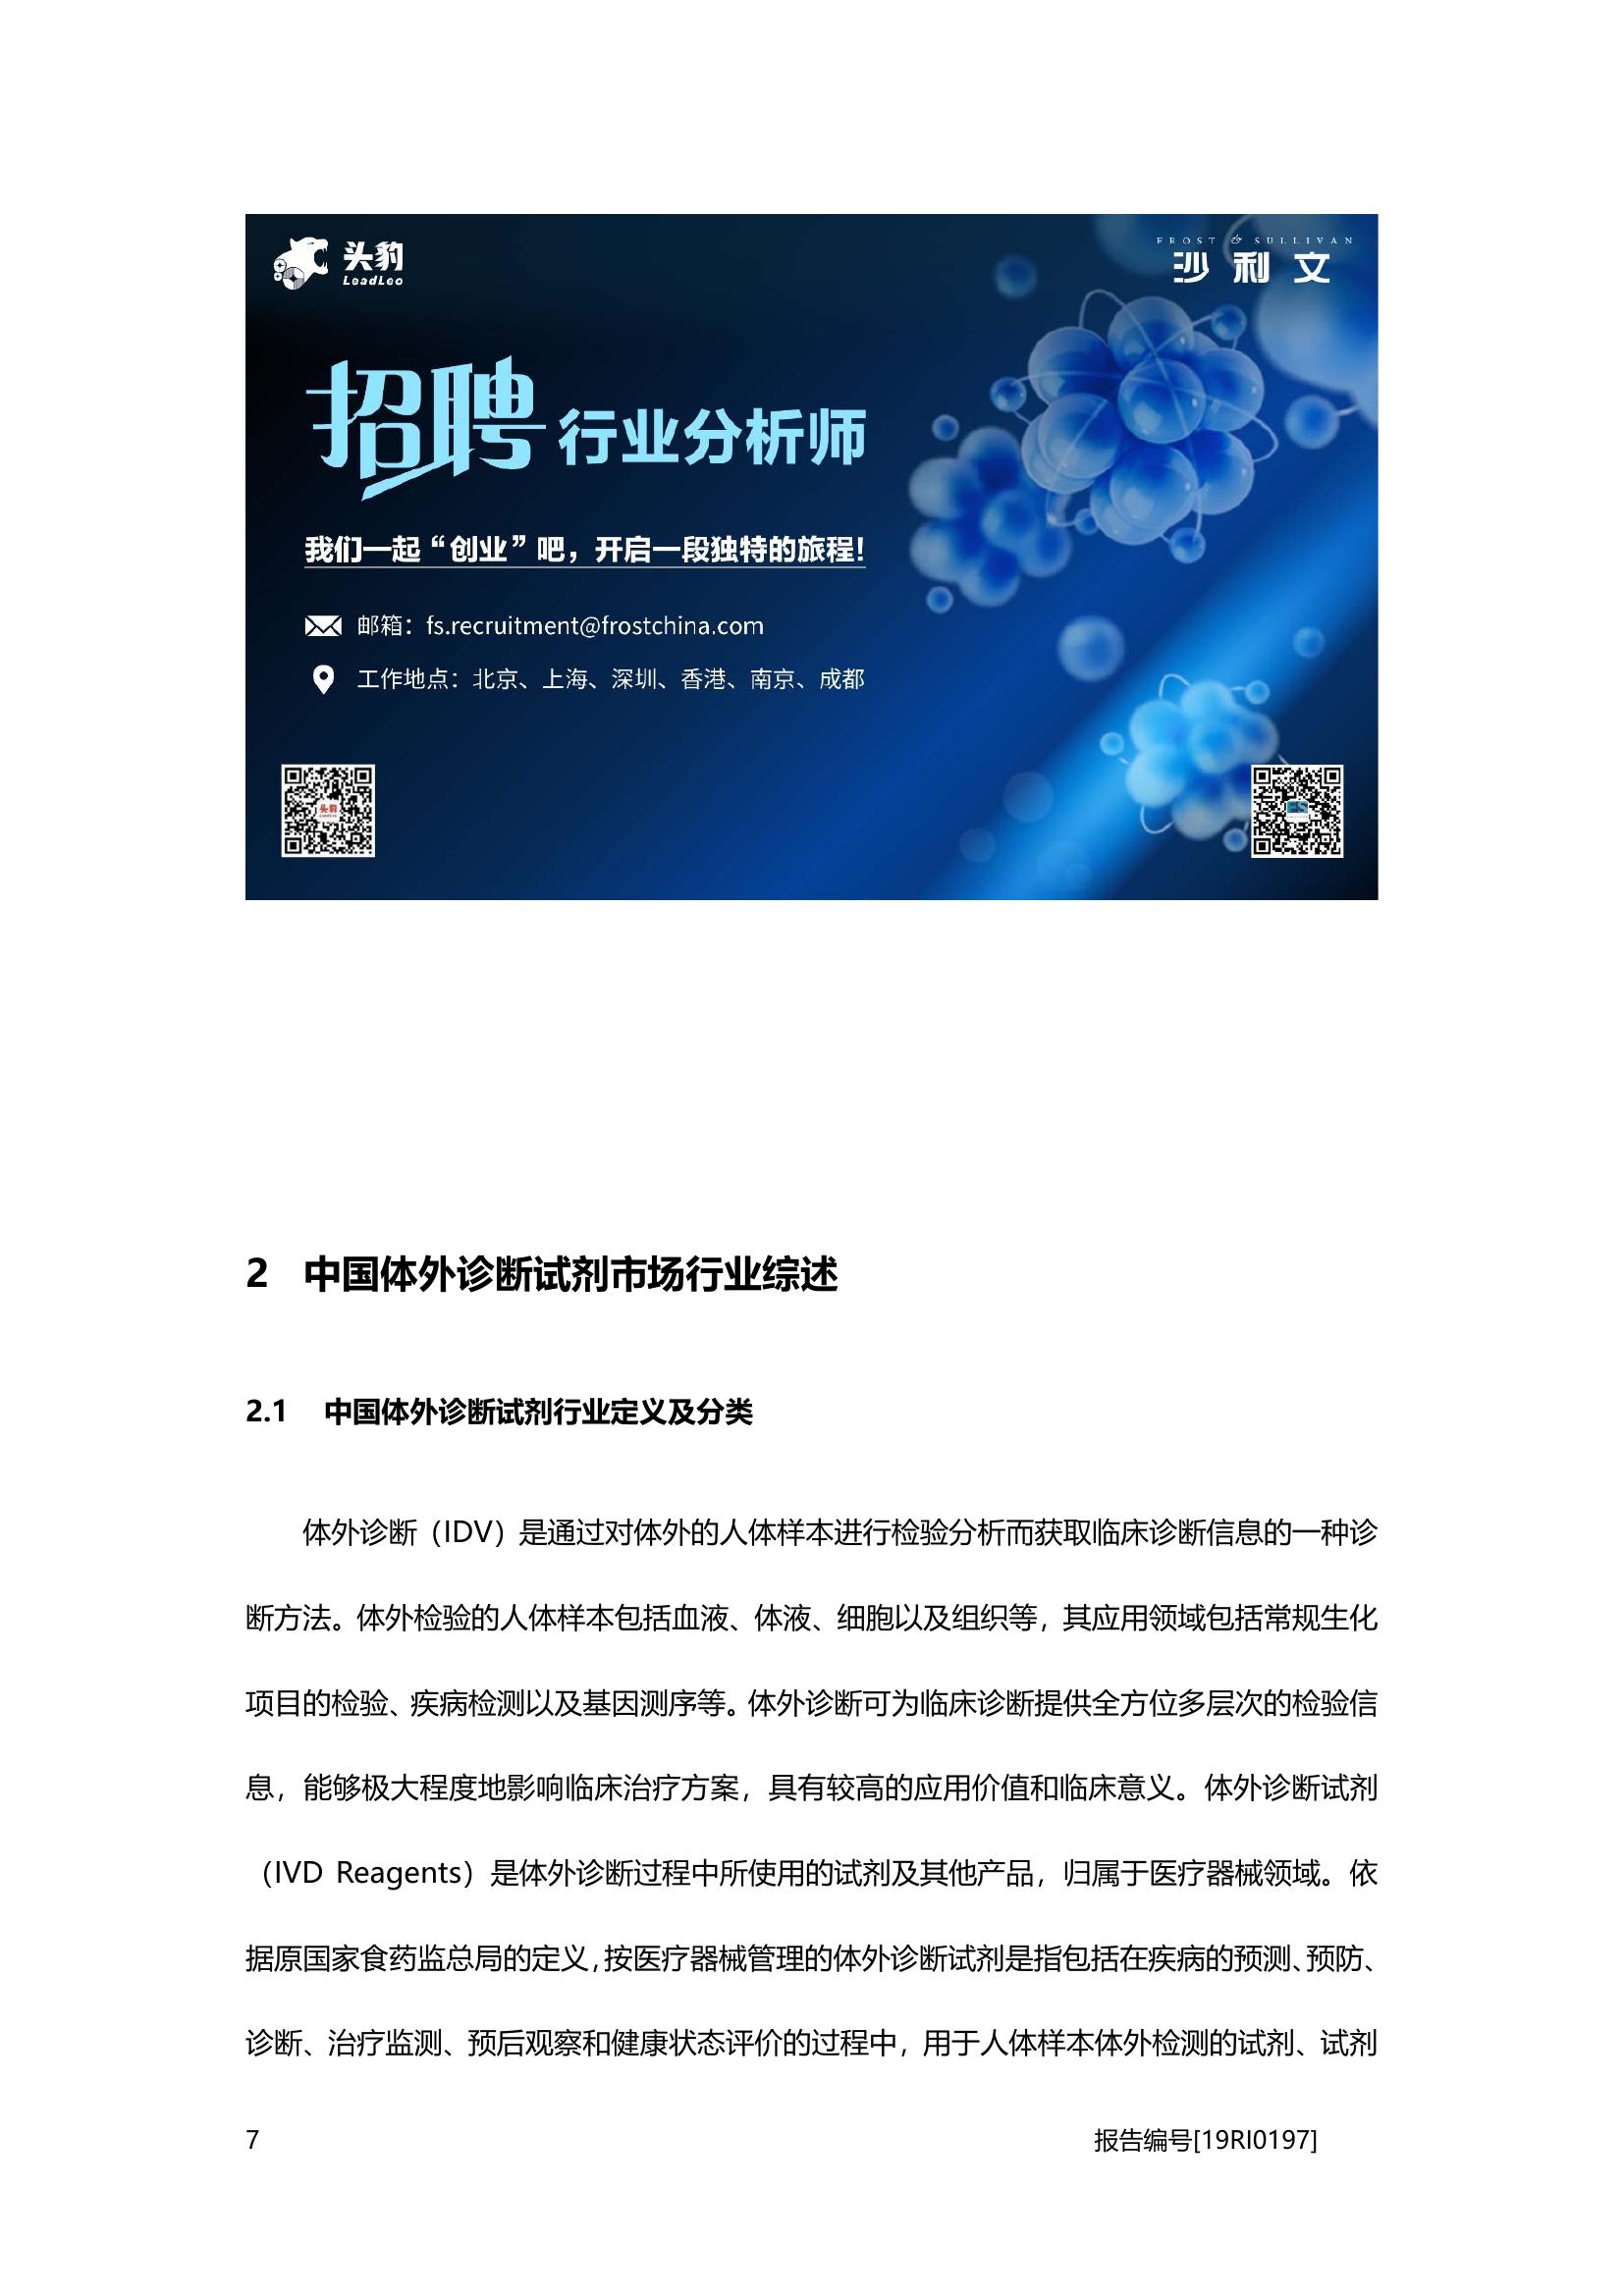 头豹
LeadLeo
FROST & SULLIVAN
沙利文
招聘 行业分析师
我们一起“创业”吧，开启一段独特的旅程！
邮箱：fs.recruitment@frostchina.com
工作地点：北京、上海、深圳、香港、南京、成都
头豹
2 中国体外诊断试剂市场行业综述
2.1 中国体外诊断试剂行业定义及分类
体外诊断（IDV）是通过对体外的人体样本进行检验分析而获取临床诊断信息的一种诊
断方法。体外检验的人体样本包括血液、体液、细胞以及组织等，其应用领域包括常规生化
项目的检验、疾病检测以及基因测序等。体外诊断可为临床诊断提供全方位多层次的检验信
息，能够极大程度地影响临床治疗方案，具有较高的应用价值和临床意义。体外诊断试剂
（IVD Reagents）是体外诊断过程中所使用的试剂及其他产品，归属于医疗器械领域。依
据原国家食药监总局的定义，按医疗器械管理的体外诊断试剂是指包括在疾病的预测、预防、
诊断、治疗监测、预后观察和健康状态评价的过程中，用于人体样本体外检测的试剂、试剂
7 报告编号[19RI0197]